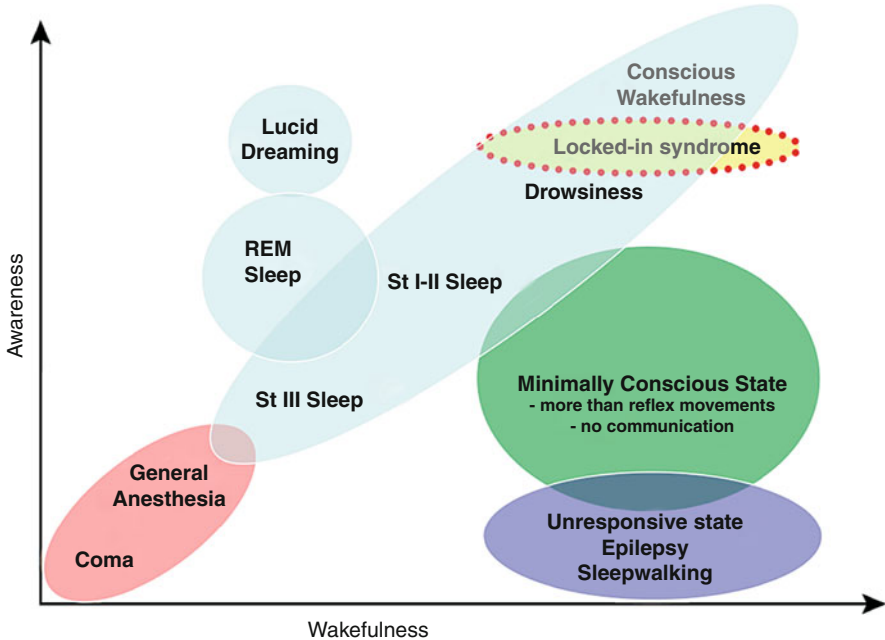 Conscious
Wakefulness
Lucid
Dreaming
Locked-in syndrome
Drowsiness
REM
Sleep
St I-II Sleep
Awareness
St III Sleep
Minimally Conscious State
- more than reflex movements
- no communication
General
Anesthesia
Coma
Unresponsive state
Epilepsy
Sleepwalking
Wakefulness